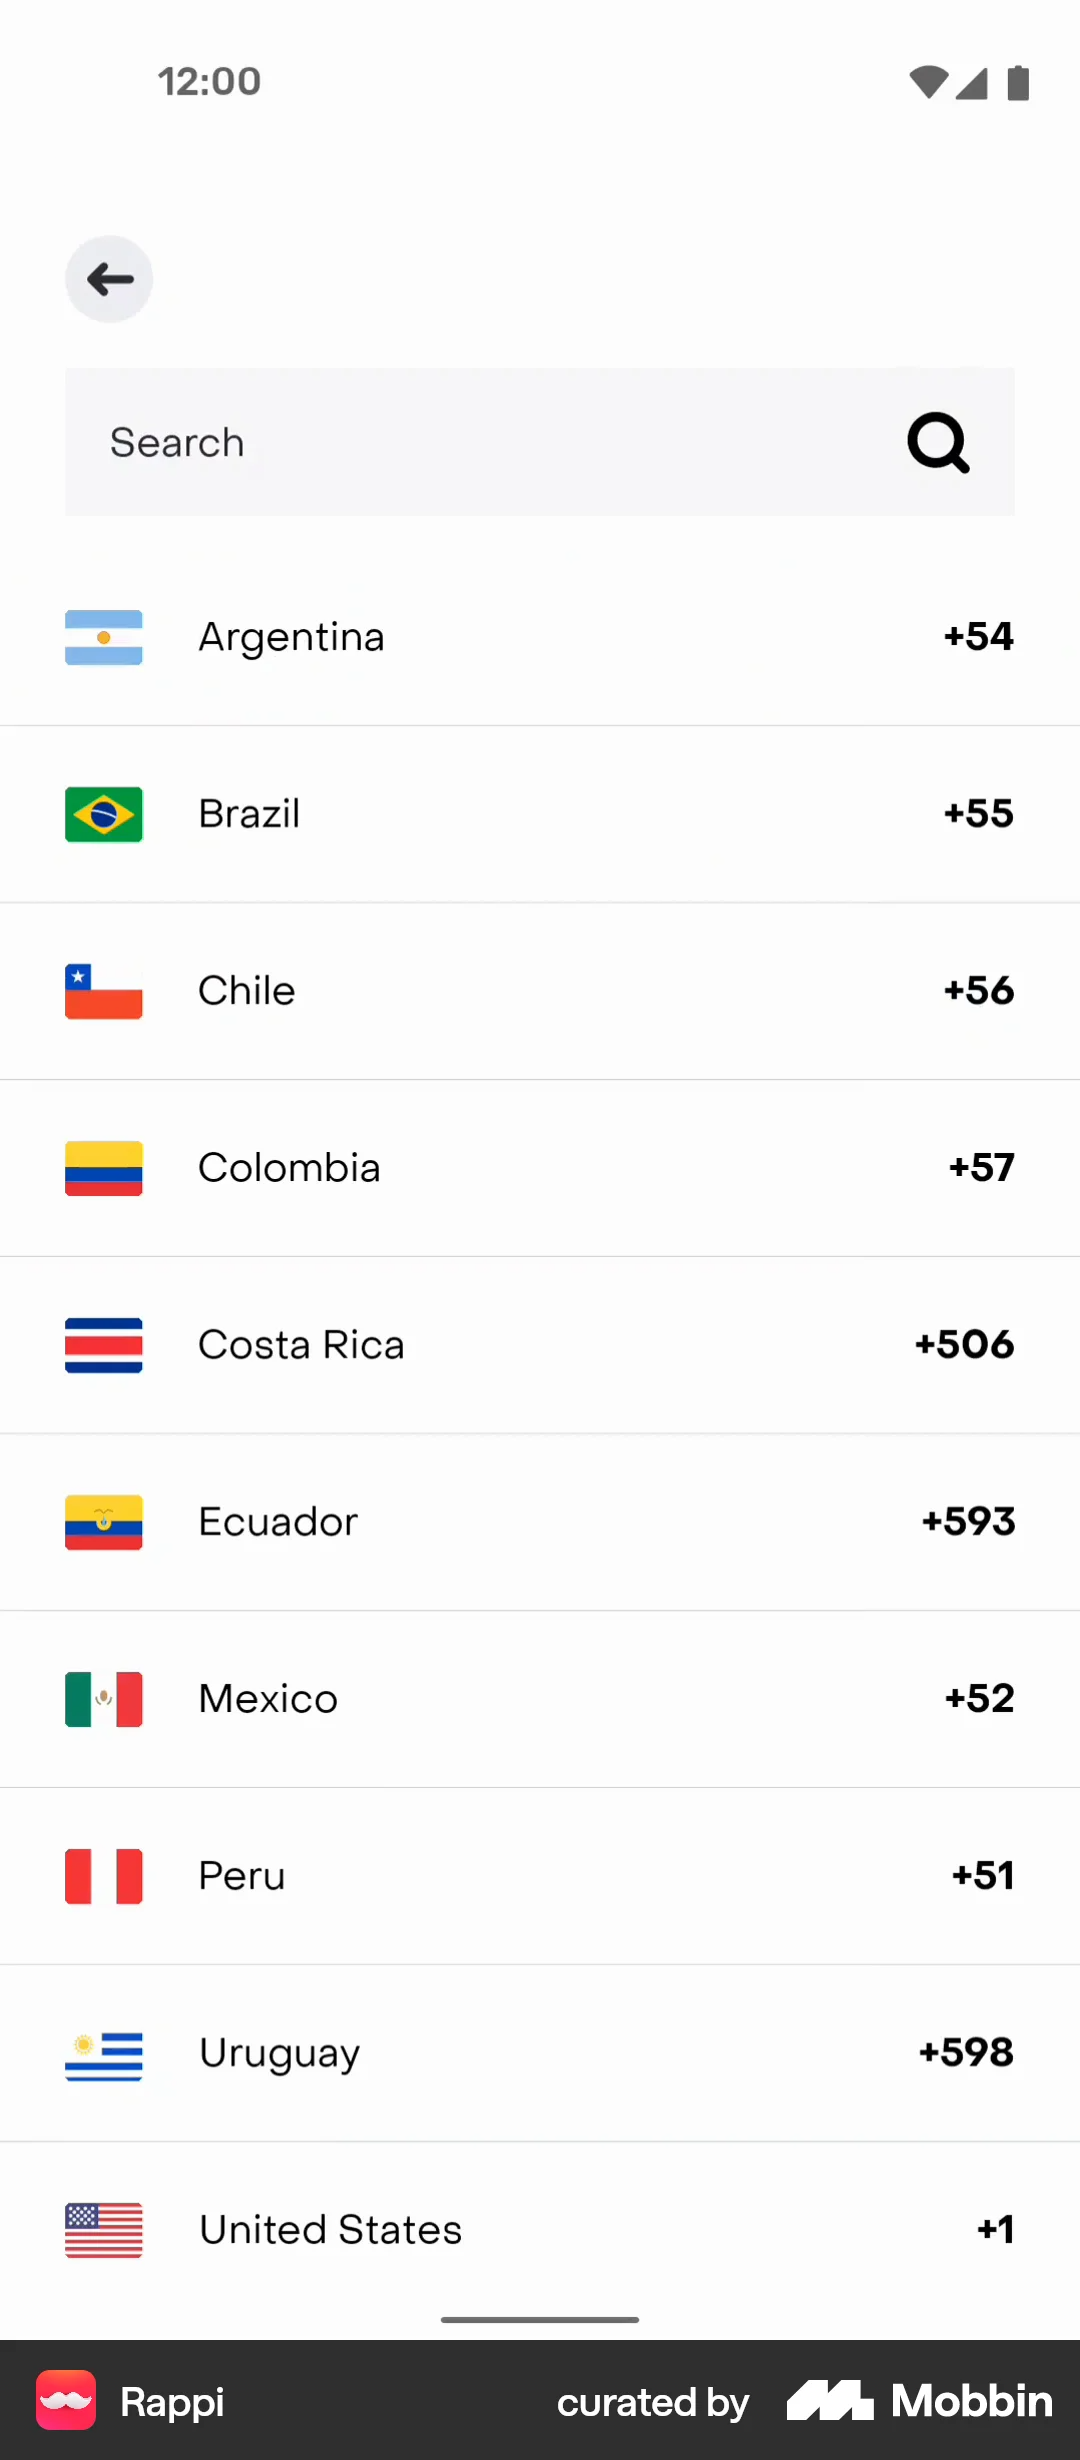 12:00
Search
Argentina +54
Brazil +55
Chile +56
Colombia +57
Costa Rica +506
Ecuador +593
Mexico +52
Peru +51
Uruguay +598
United States +1
Rappi curated by Mobbin